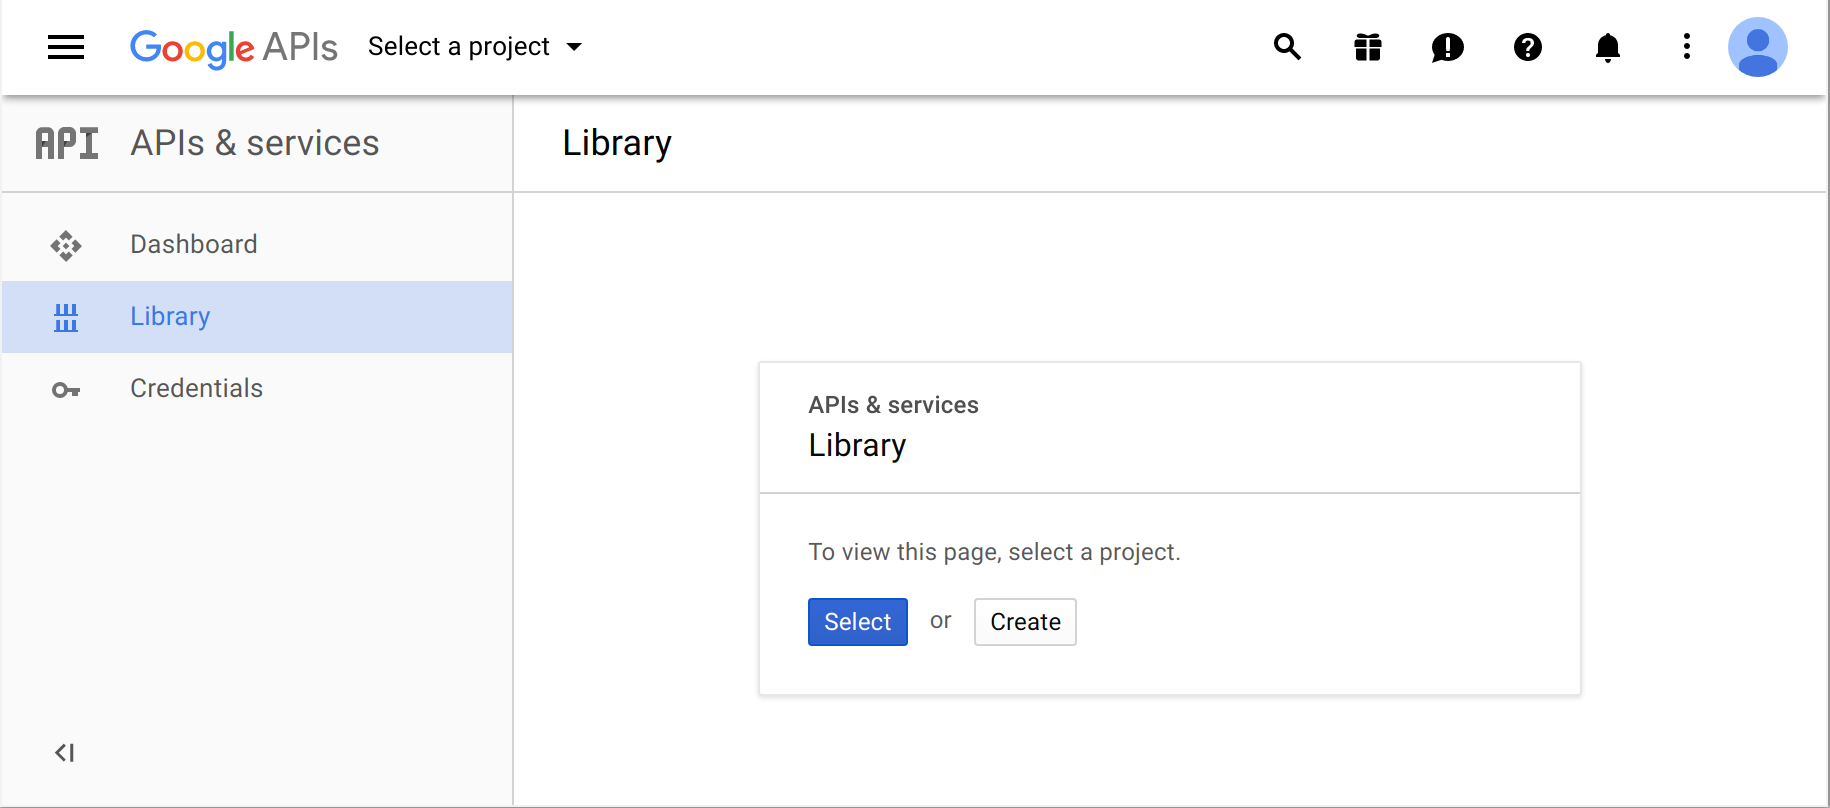 Google APIs Select a project
API APIs & services
Library
Dashboard
Library
Credentials
APIs & services
Library
To view this page, select a project.
Select or Create